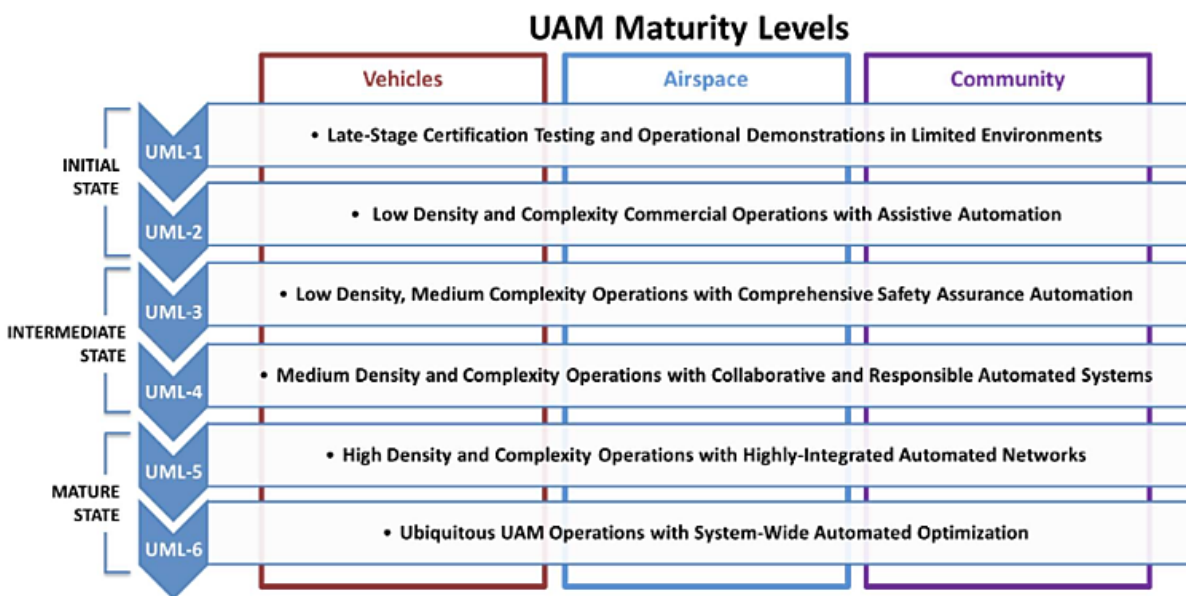 UAM Maturity Levels
Vehicles
Airspace
Community
INITIAL
STATE
UML-1
• Late-Stage Certification Testing and Operational Demonstrations in Limited Environments
UML-2
• Low Density and Complexity Commercial Operations with Assistive Automation
INTERMEDIATE
STATE
UML-3
• Low Density, Medium Complexity Operations with Comprehensive Safety Assurance Automation
UML-4
• Medium Density and Complexity Operations with Collaborative and Responsible Automated Systems
MATURE
STATE
UML-5
• High Density and Complexity Operations with Highly-Integrated Automated Networks
UML-6
• Ubiquitous UAM Operations with System-Wide Automated Optimization